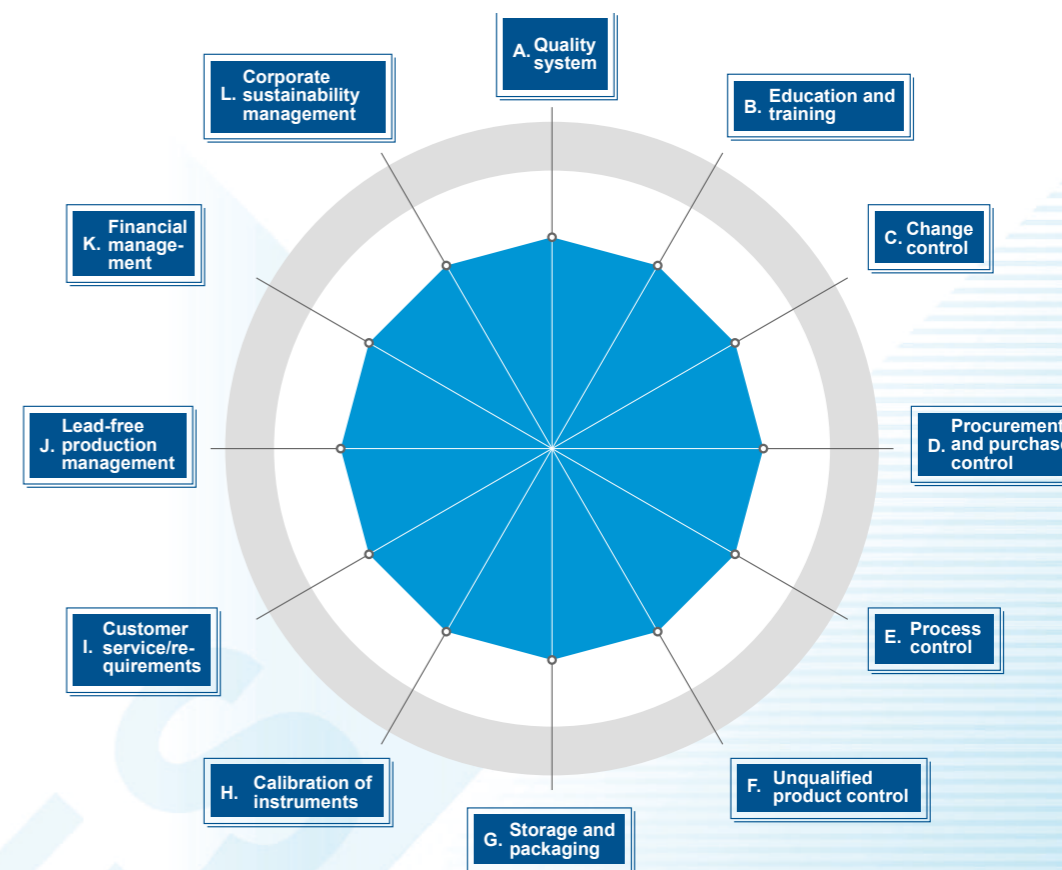 A. Quality
system
B. Education and
training
C. Change
control
D. Procurement
and purchase
control
E. Process
control
F. Unqualified
product control
G. Storage and
packaging
H. Calibration of
instruments
I. Customer
service/re-
quirements
J. Lead-free
production
management
K. Financial
manage-
ment
L. Corporate
sustainability
management